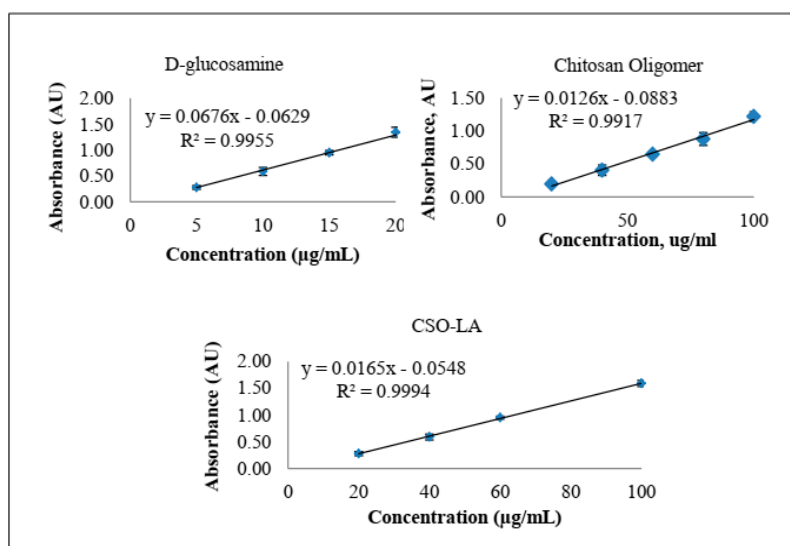 D-glucosamine
y = 0.0676x - 0.0629
R² = 0.9955
Absorbance (AU)
2.00
1.50
1.00
0.50
0.00
0 5 10 15 20
Concentration (µg/mL)
Chitosan Oligomer
y = 0.0126x - 0.0883
R² = 0.9917
Absorbance, AU
1.50
1.00
0.50
0.00
0 50 100
Concentration, ug/ml
CSO-LA
y = 0.0165x - 0.0548
R² = 0.9994
Absorbance (AU)
2.00
1.50
1.00
0.50
0.00
0 20 40 60 80 100
Concentration (µg/mL)